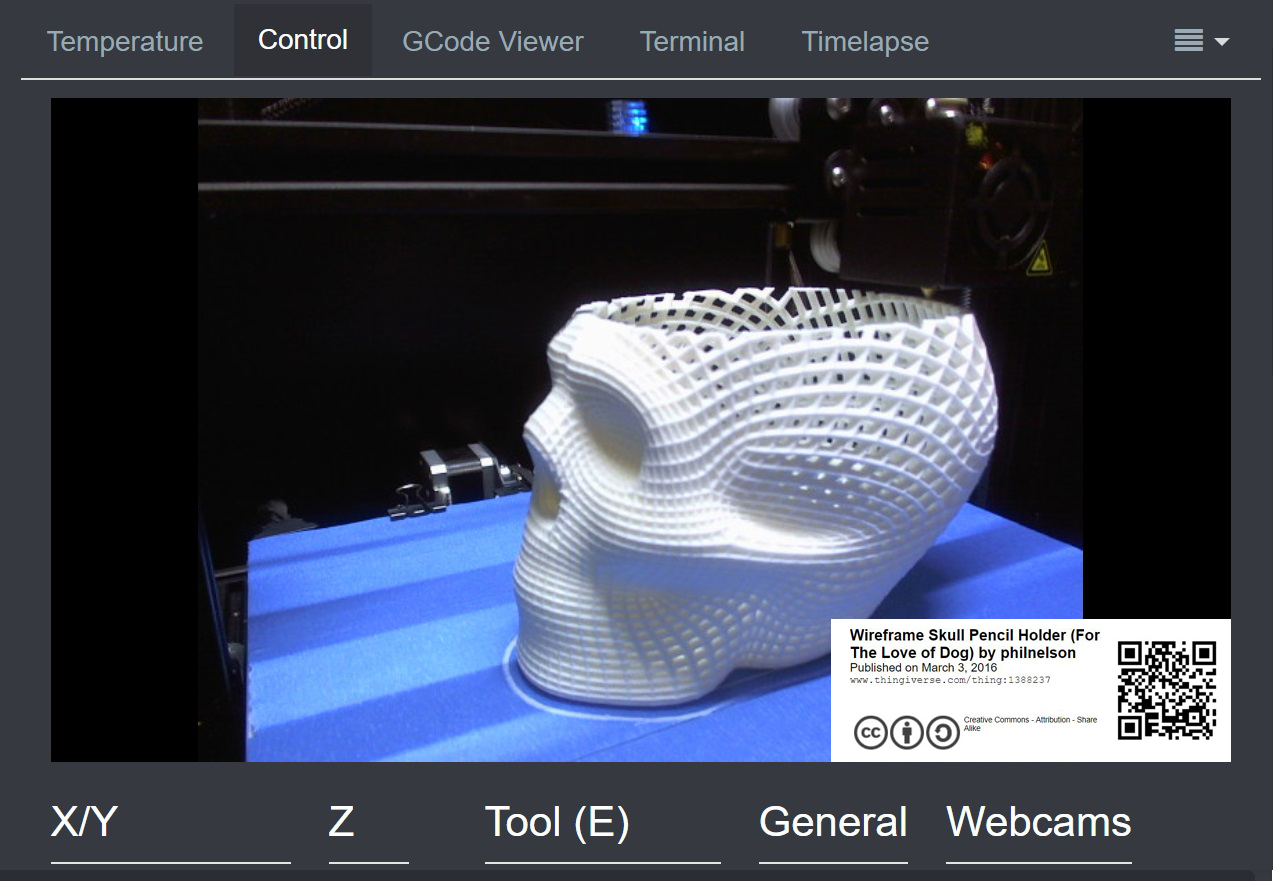 Temperature
Control
GCode Viewer
Terminal
Timelapse
Wireframe Skull Pencil Holder (For
The Love of Dog) by philnelson
Published on March 3, 2016
www.thingiverse.com/thing:1388237
cc
Creative Commons - Attribution - Share
Alike
X/Y
Z
Tool (E)
General
Webcams